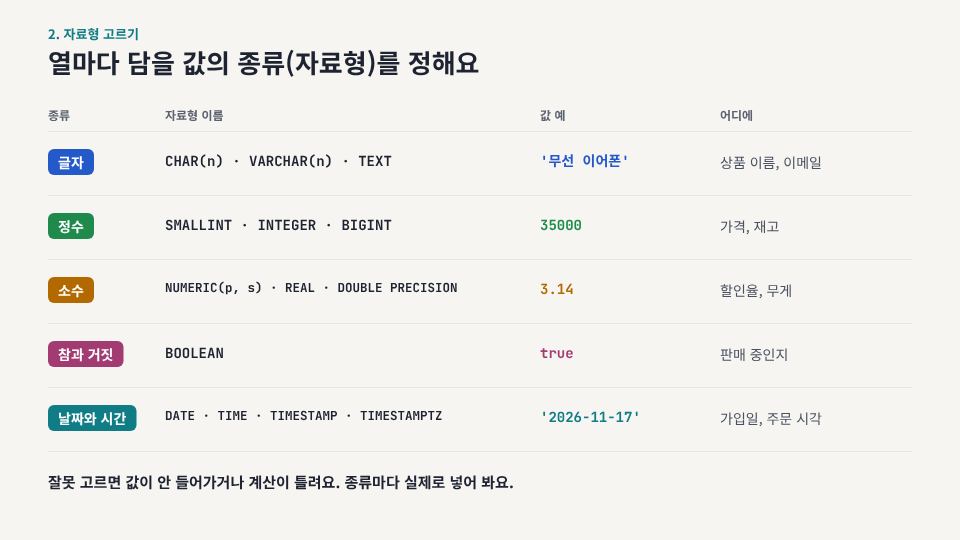 2. 자료형 고르기
열마다 담을 값의 종류(자료형)를 정해요
종류 자료형 이름 값 예 어디에
글자 CHAR(n) · VARCHAR(n) · TEXT '무선 이어폰' 상품 이름, 이메일
정수 SMALLINT · INTEGER · BIGINT 35000 가격, 재고
소수 NUMERIC(p, s) · REAL · DOUBLE PRECISION 3.14 할인율, 무게
참과 거짓 BOOLEAN true 판매 중인지
날짜와 시간 DATE · TIME · TIMESTAMP · TIMESTAMPTZ '2026-11-17' 가입일, 주문 시각
잘못 고르면 값이 안 들어가거나 계산이 틀려요. 종류마다 실제로 넣어 봐요.